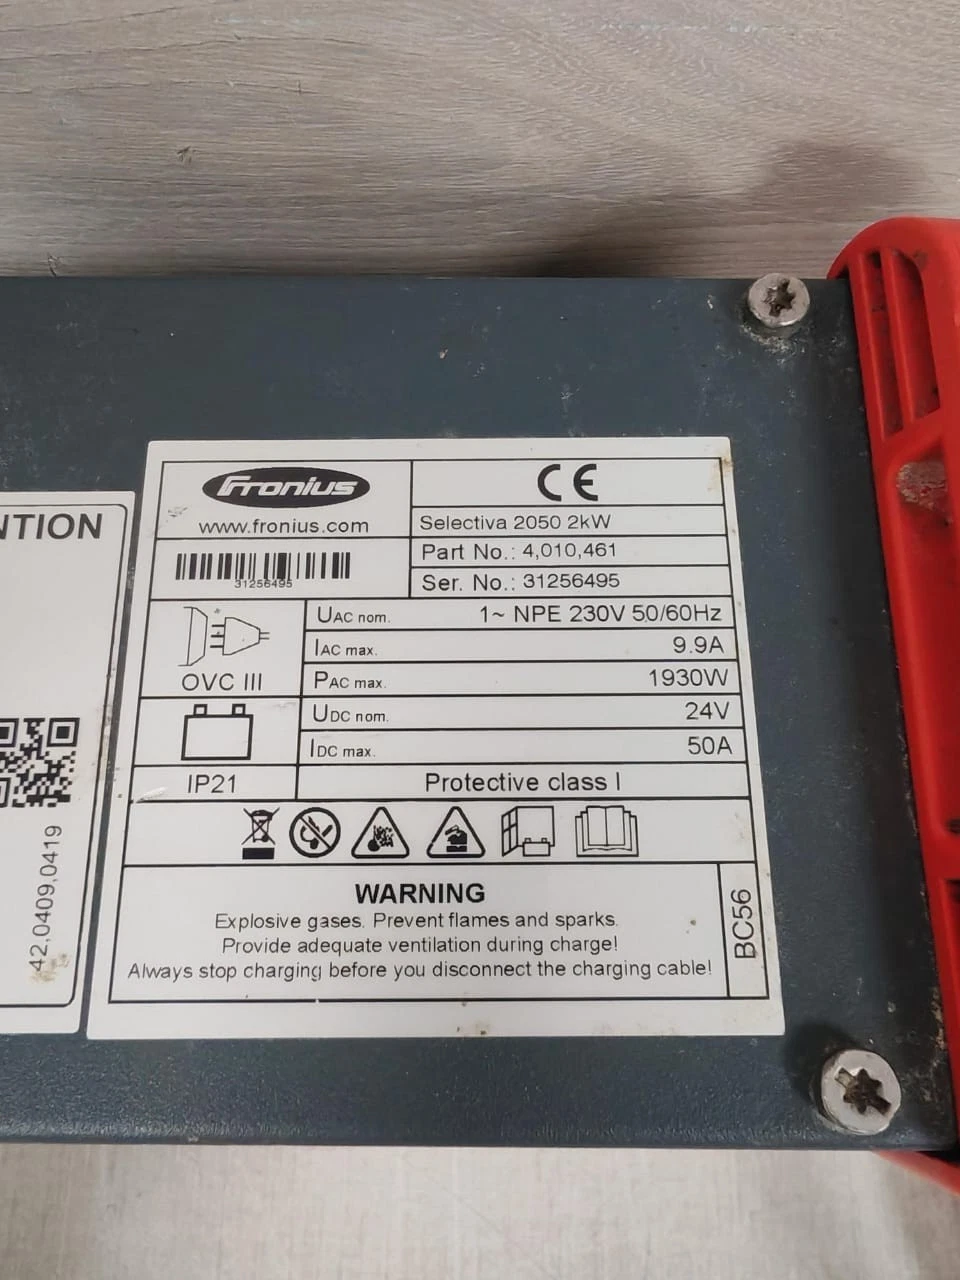 NTION
42,0409,0419
Fronius
www.fronius.com
31256495
CE
Selectiva 2050 2kW
Part No.: 4,010,461
Ser. No.: 31256495
OVC III
UAC nom. 1~ NPE 230V 50/60Hz
IAC max. 9.9A
PAC max. 1930W
UDC nom. 24V
IDC max. 50A
IP21
Protective class I
WARNING
Explosive gases. Prevent flames and sparks.
Provide adequate ventilation during charge!
Always stop charging before you disconnect the charging cable!
BC56